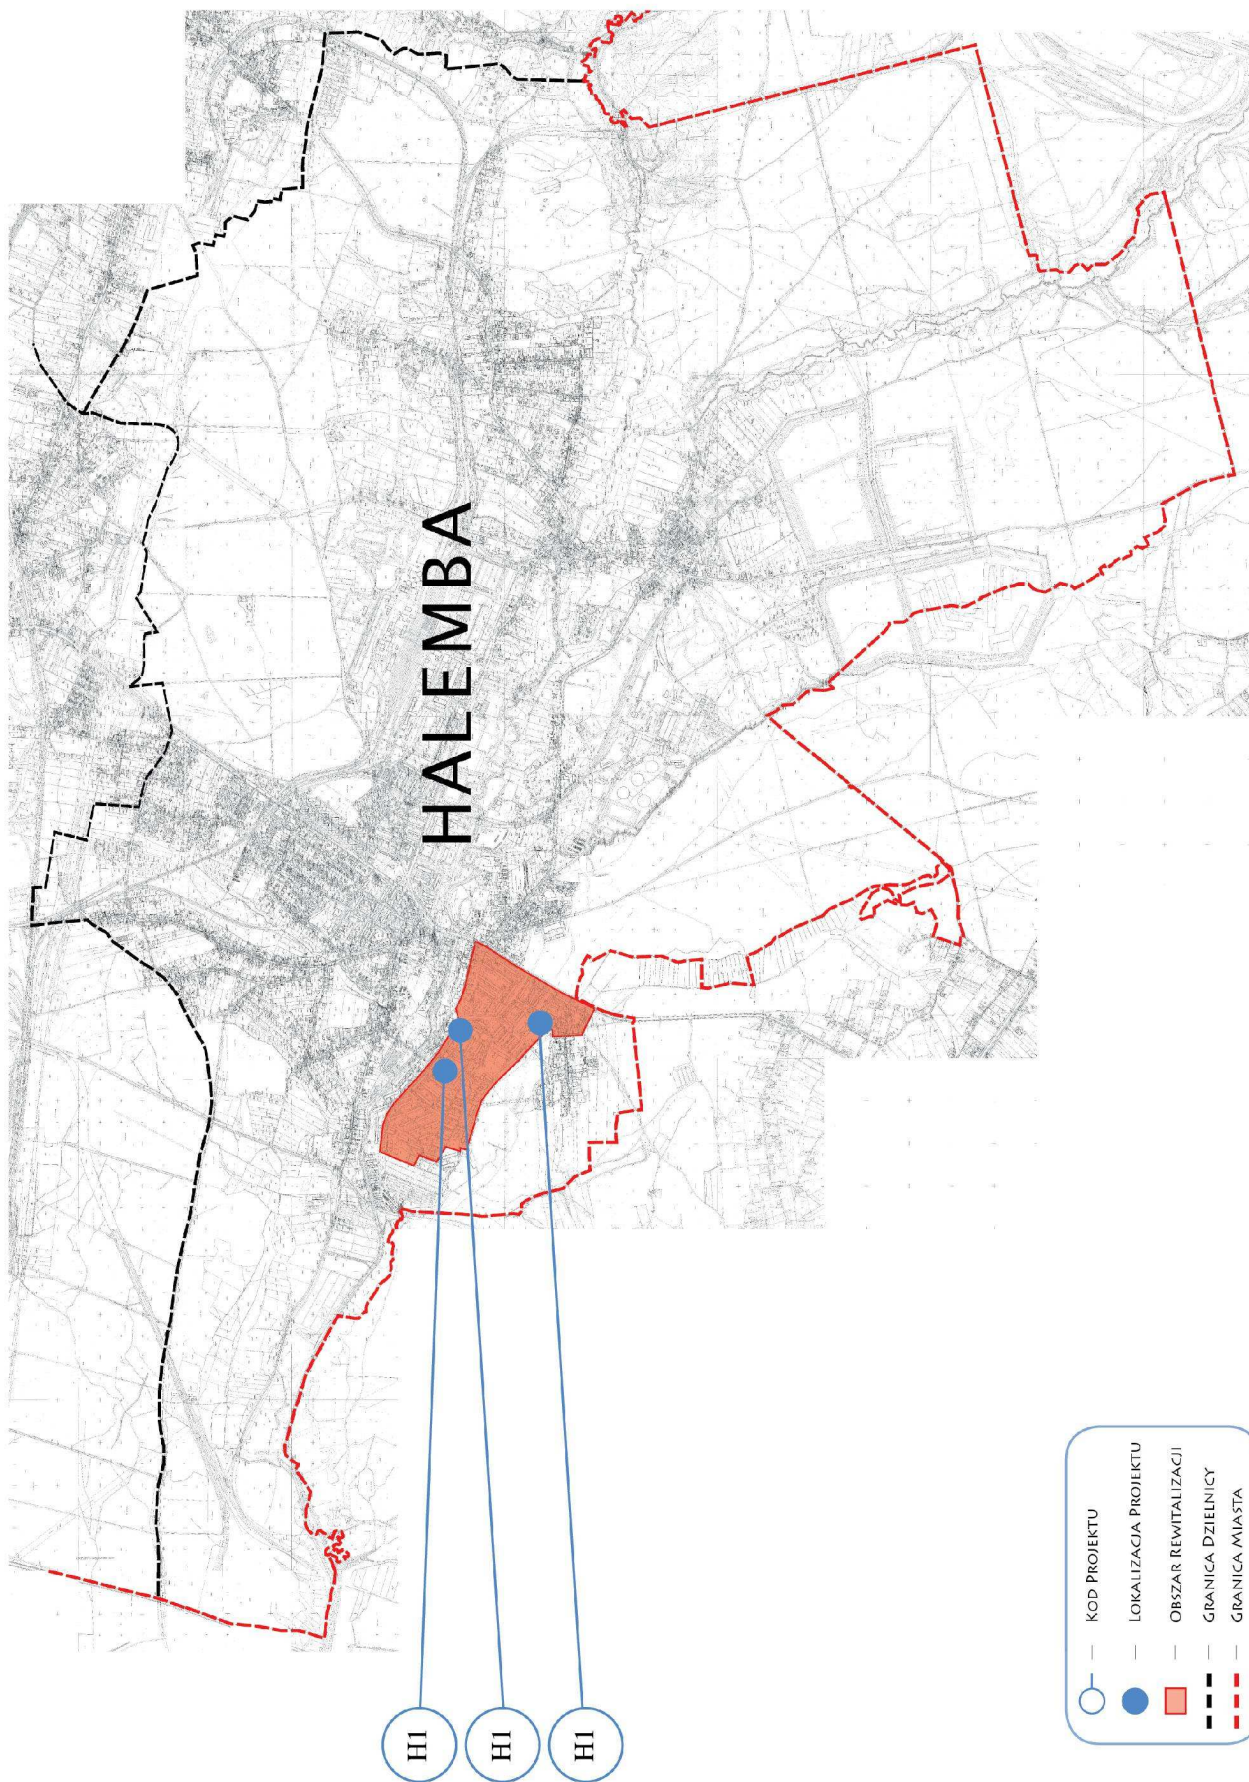 HALEMBA
H1
H1
H1
KOD PROJEKTU
LOKALIZACJA PROJEKTU
OBSZAR REWITALIZACJI
GRANICA DZIELNICY
GRANICA MIASTA